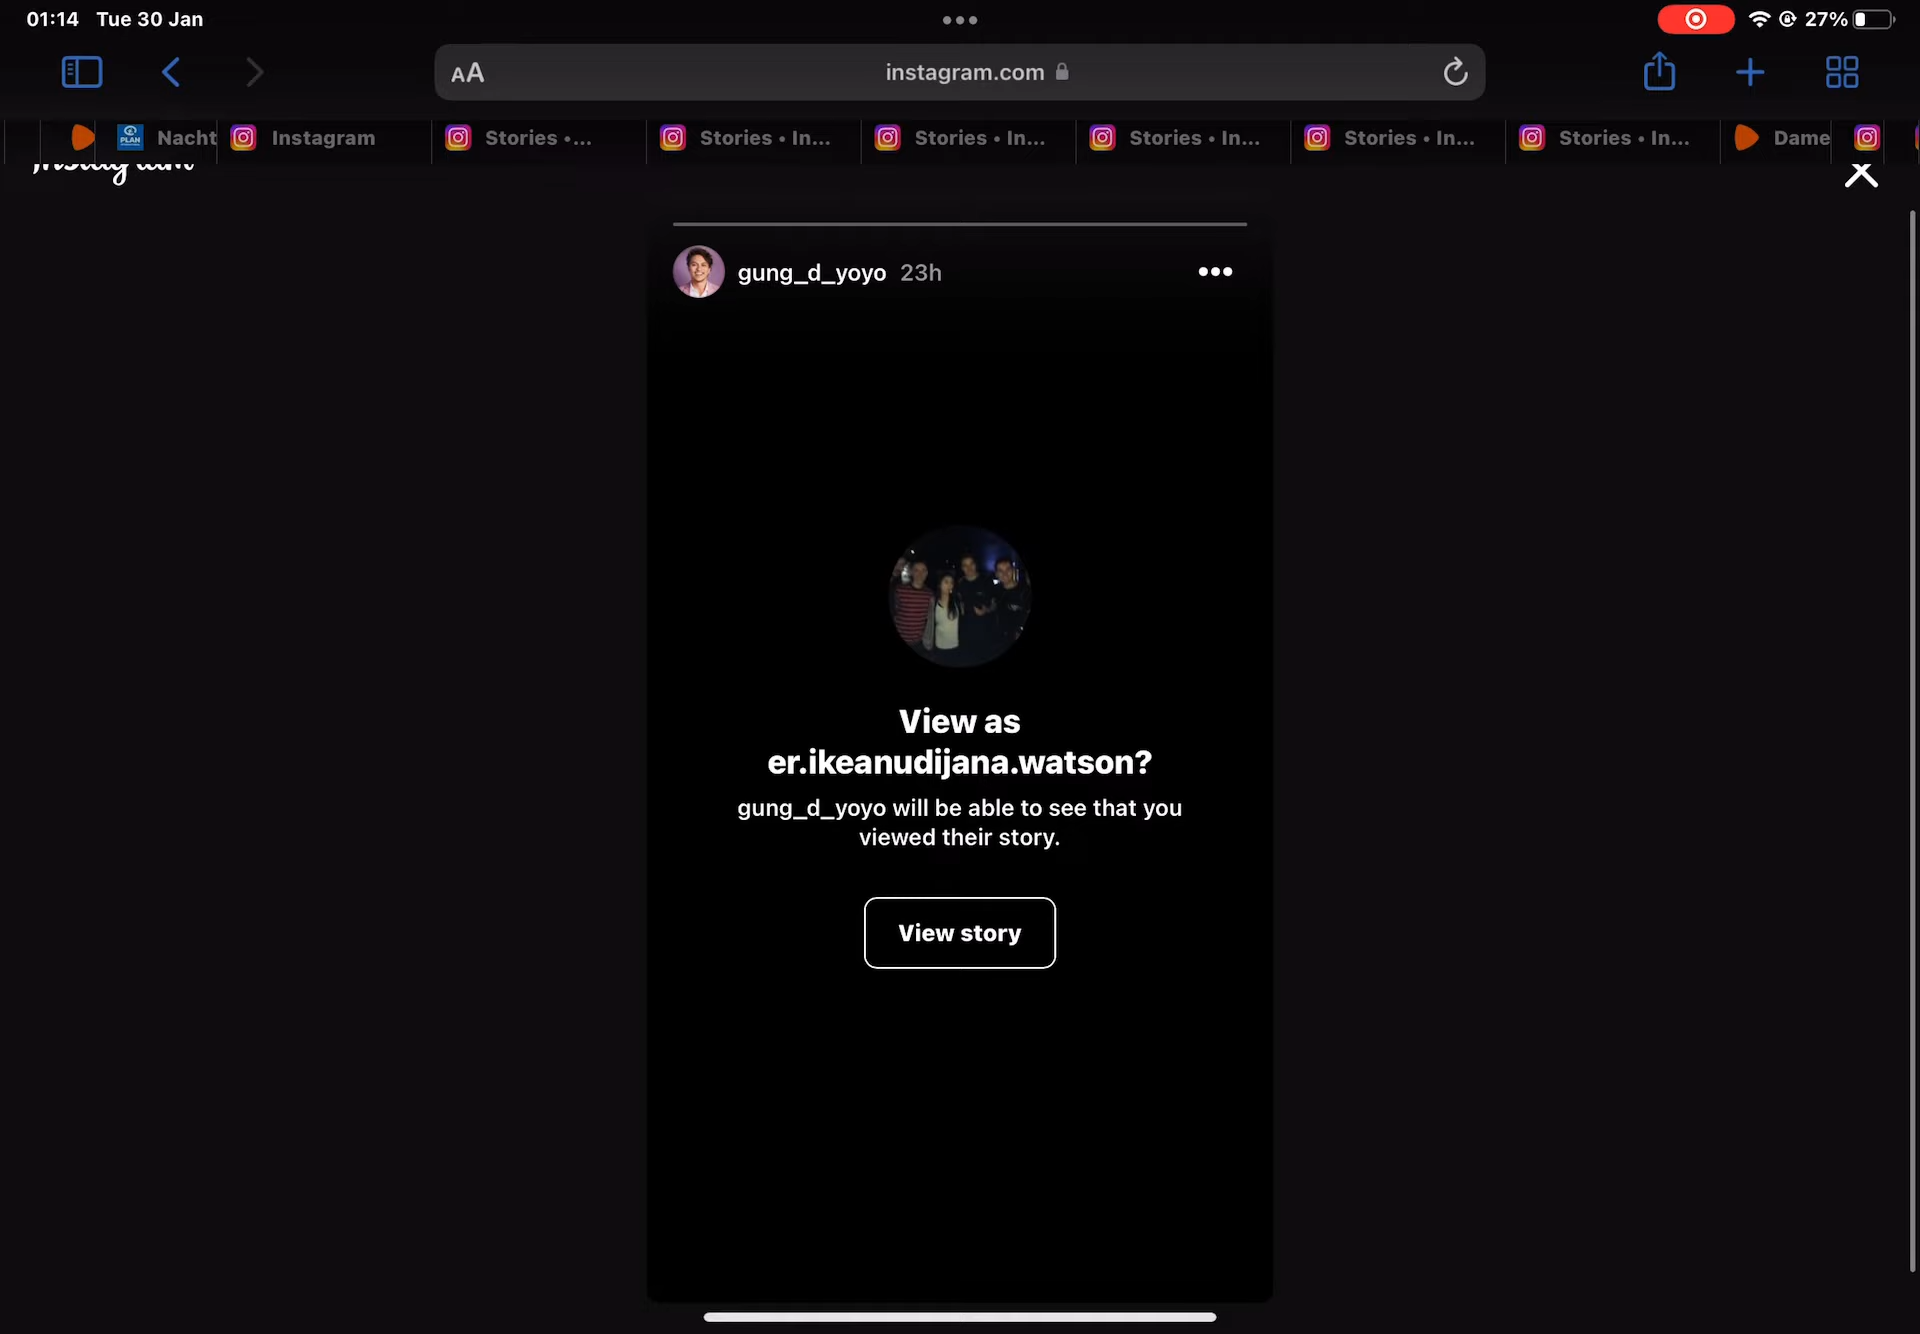 01:14 Tue 30 Jan
27%
AA
instagram.com
PLAN
Nacht
Instagram
Stories •...
Stories • In...
Stories • In...
Stories • In...
Stories • In...
Stories • In...
Dame
Instagram
gung_d_yoyo 23h
View as
er.ikeanudijana.watson?
gung_d_yoyo will be able to see that you
viewed their story.
View story